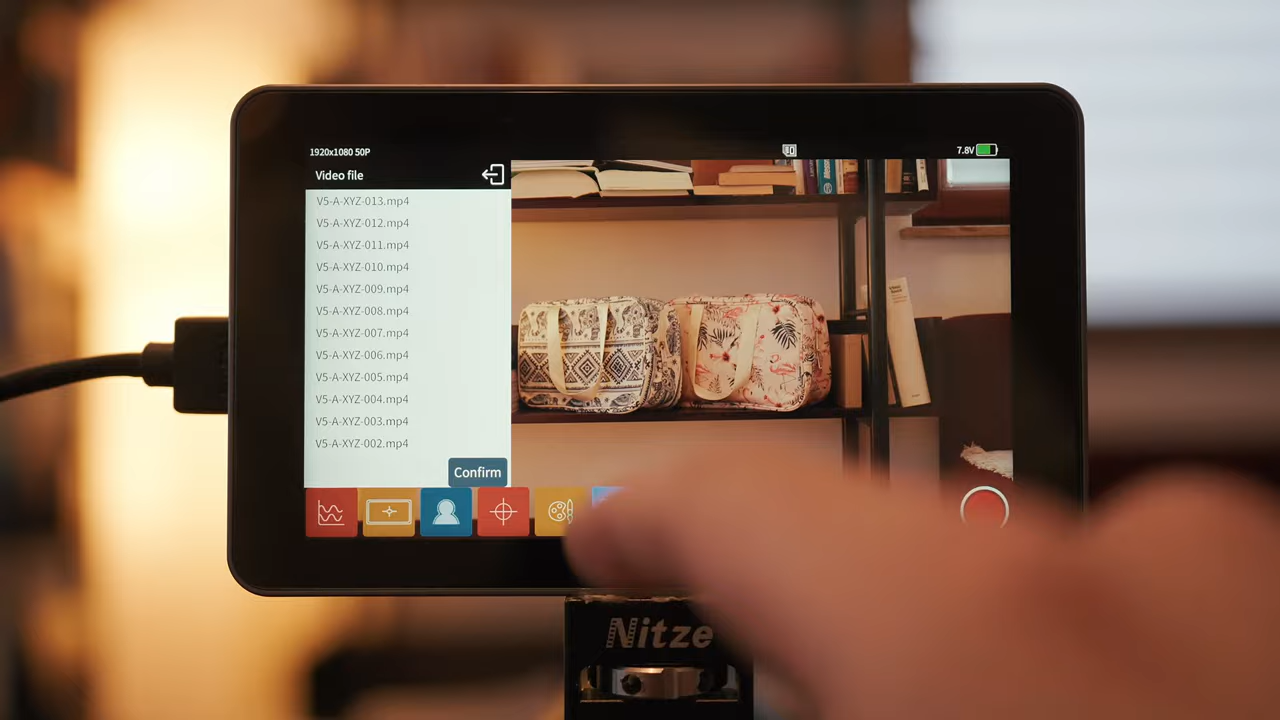 1920x1080 50P
7.8V
Video file
V5-A-XYZ-013.mp4
V5-A-XYZ-012.mp4
V5-A-XYZ-011.mp4
V5-A-XYZ-010.mp4
V5-A-XYZ-009.mp4
V5-A-XYZ-008.mp4
V5-A-XYZ-007.mp4
V5-A-XYZ-006.mp4
V5-A-XYZ-005.mp4
V5-A-XYZ-004.mp4
V5-A-XYZ-003.mp4
V5-A-XYZ-002.mp4
Confirm
Nitze